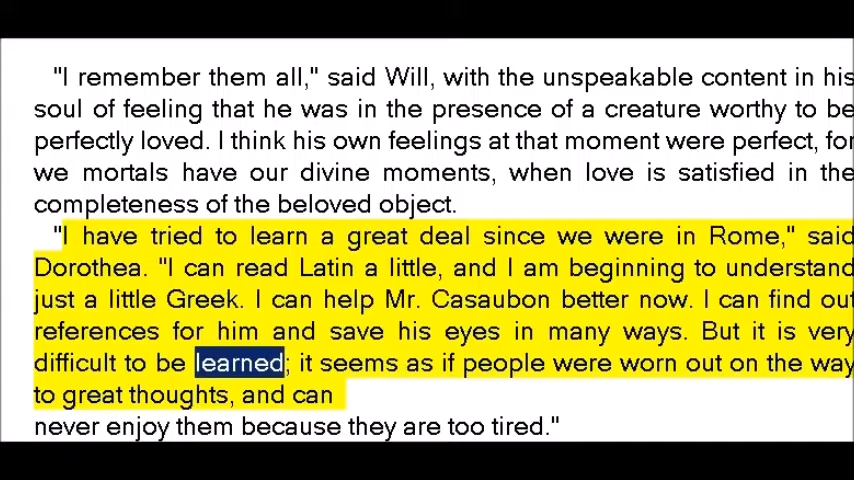 "I remember them all," said Will, with the unspeakable content in his
soul of feeling that he was in the presence of a creature worthy to be
perfectly loved. I think his own feelings at that moment were perfect, for
we mortals have our divine moments, when love is satisfied in the
completeness of the beloved object.
"I have tried to learn a great deal since we were in Rome," said
Dorothea. "I can read Latin a little, and I am beginning to understand
just a little Greek. I can help Mr. Casaubon better now. I can find out
references for him and save his eyes in many ways. But it is very
difficult to be learned; it seems as if people were worn out on the way
to great thoughts, and can
never enjoy them because they are too tired."